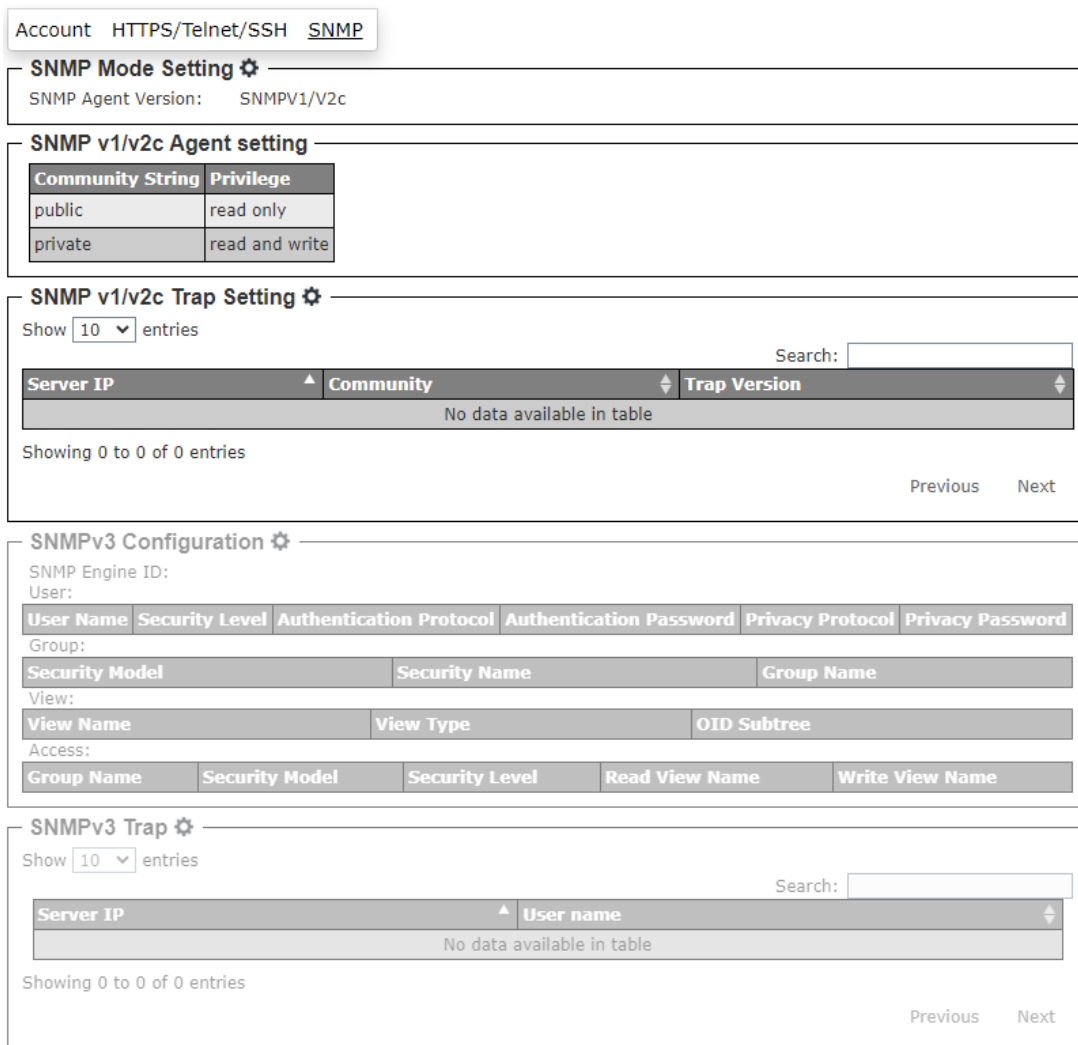 Account HTTPS/Telnet/SSH SNMP
SNMP Mode Setting
SNMP Agent Version: SNMPV1/V2c
SNMP v1/v2c Agent setting
Community String Privilege
public read only
private read and write
SNMP v1/v2c Trap Setting
Show 10 entries
Search:
Server IP Community Trap Version
No data available in table
Showing 0 to 0 of 0 entries
Previous Next
SNMPv3 Configuration
SNMP Engine ID:
User:
User Name Security Level Authentication Protocol Authentication Password Privacy Protocol Privacy Password
Group:
Security Model Security Name Group Name
View:
View Name View Type OID Subtree
Access:
Group Name Security Model Security Level Read View Name Write View Name
SNMPv3 Trap
Show 10 entries
Search:
Server IP User name
No data available in table
Showing 0 to 0 of 0 entries
Previous Next